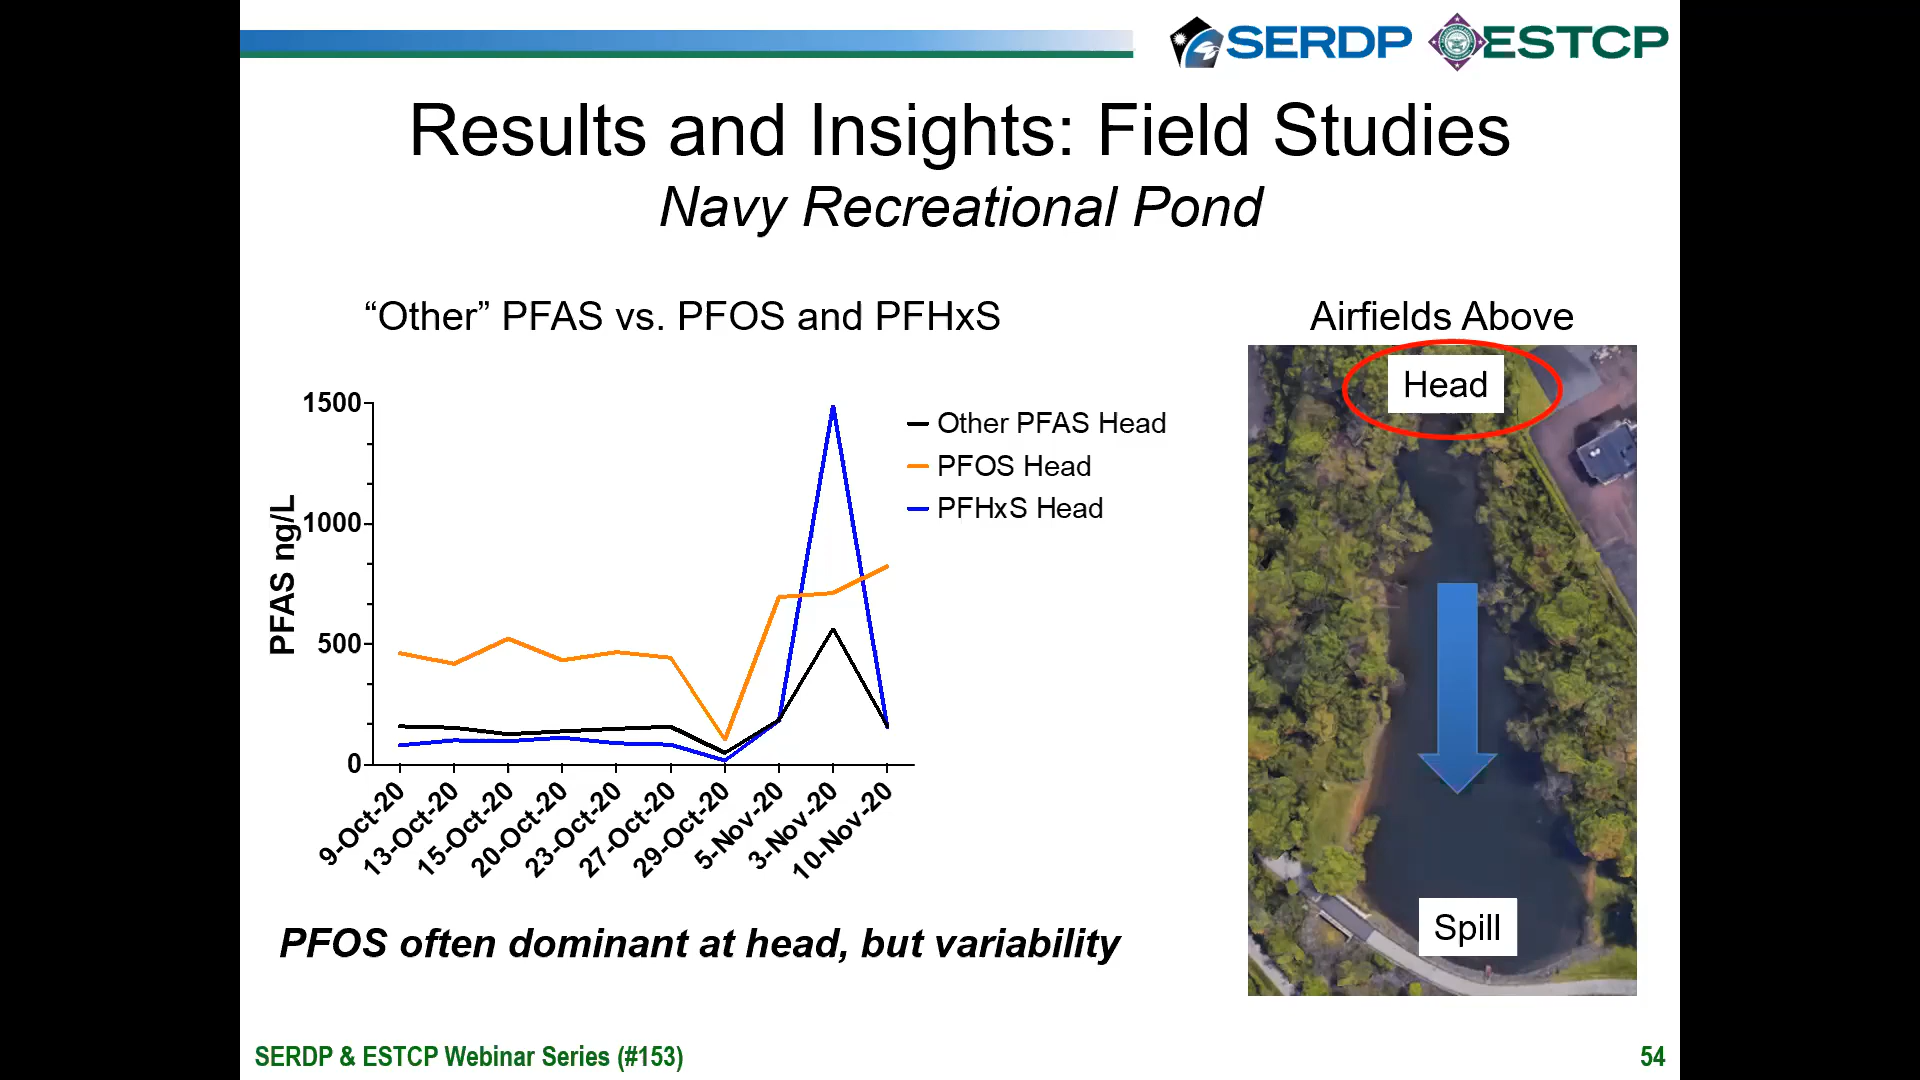 SERDP ESTCP
Results and Insights: Field Studies
Navy Recreational Pond
“Other” PFAS vs. PFOS and PFHxS
Airfields Above
PFAS ng/L
1500
1000
500
0
9-Oct-20
13-Oct-20
15-Oct-20
20-Oct-20
23-Oct-20
27-Oct-20
29-Oct-20
5-Nov-20
3-Nov-20
10-Nov-20
Other PFAS Head
PFOS Head
PFHxS Head
Head
Spill
PFOS often dominant at head, but variability
SERDP & ESTCP Webinar Series (#153)
54